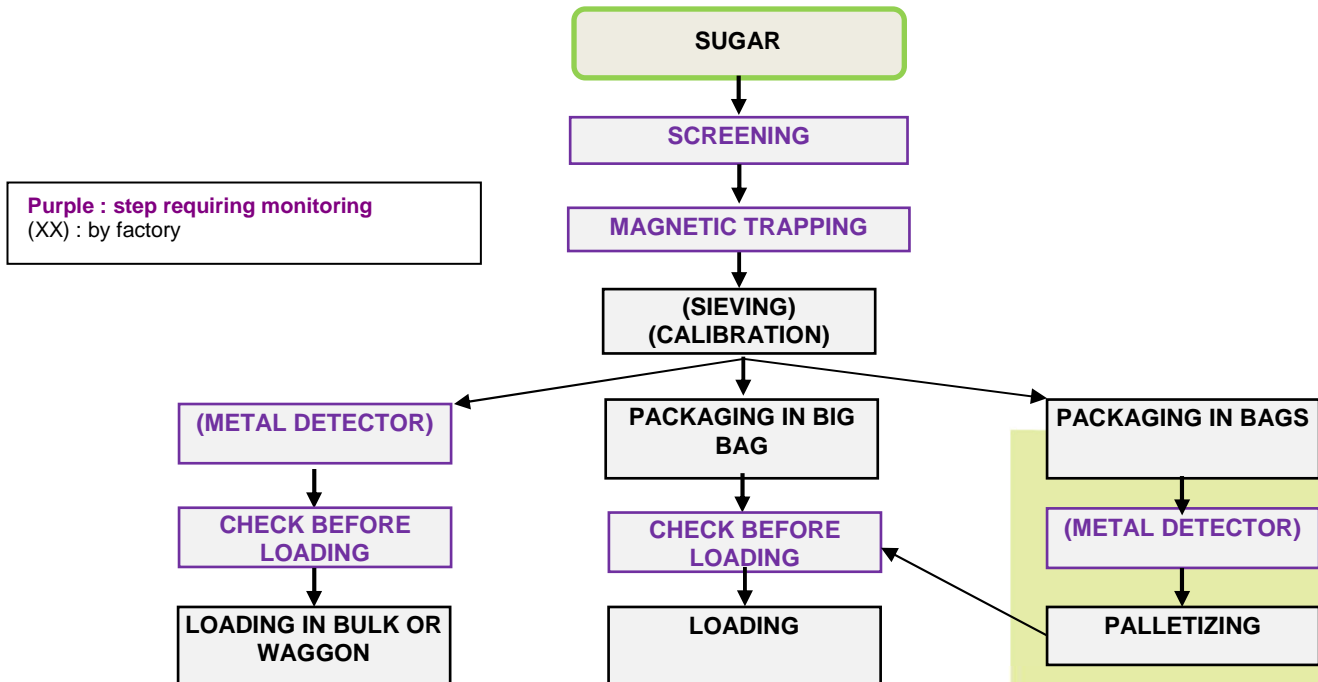 SUGAR
SCREENING
Purple : step requiring monitoring
(XX) : by factory
MAGNETIC TRAPPING
(SIEVING)
(CALIBRATION)
(METAL DETECTOR)
PACKAGING IN BIG
BAG
PACKAGING IN BAGS
CHECK BEFORE
LOADING
CHECK BEFORE
LOADING
(METAL DETECTOR)
LOADING IN BULK OR
WAGGON
LOADING
PALLETIZING